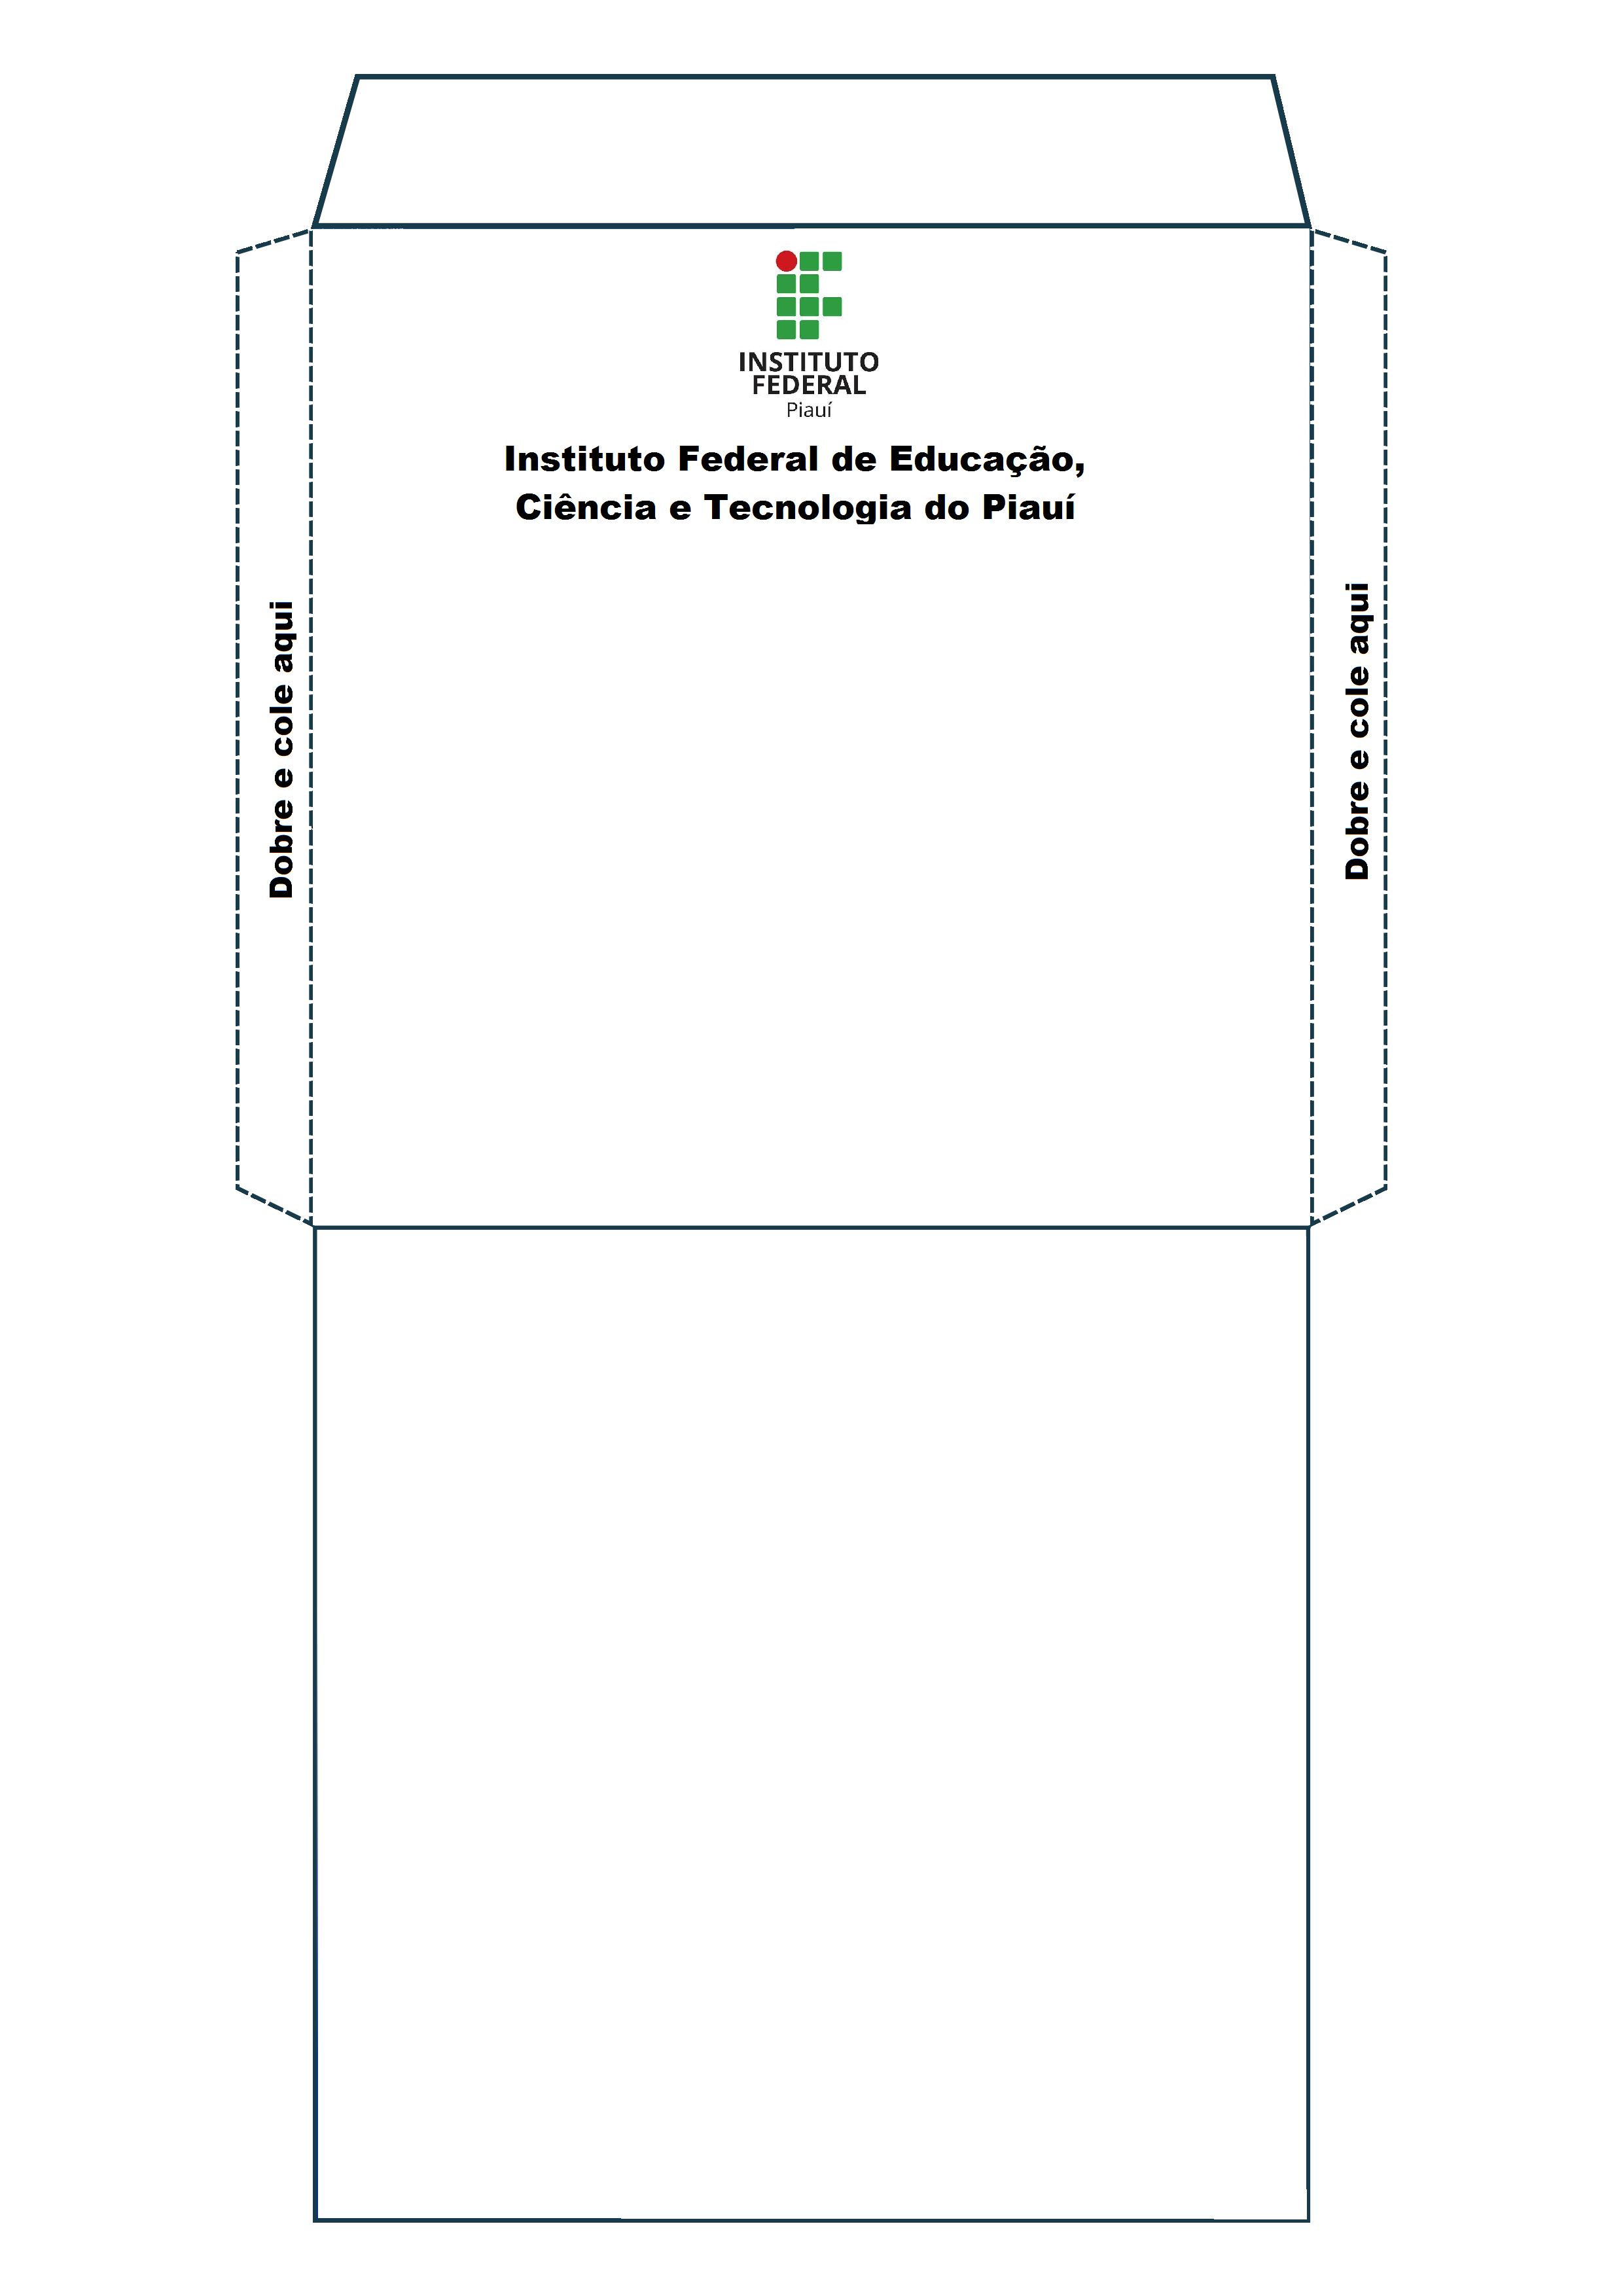 INSTITUTO
FEDERAL
Piauí
Instituto Federal de Educação,
Ciência e Tecnologia do Piauí
Dobre e cole aqui
Dobre e cole aqui